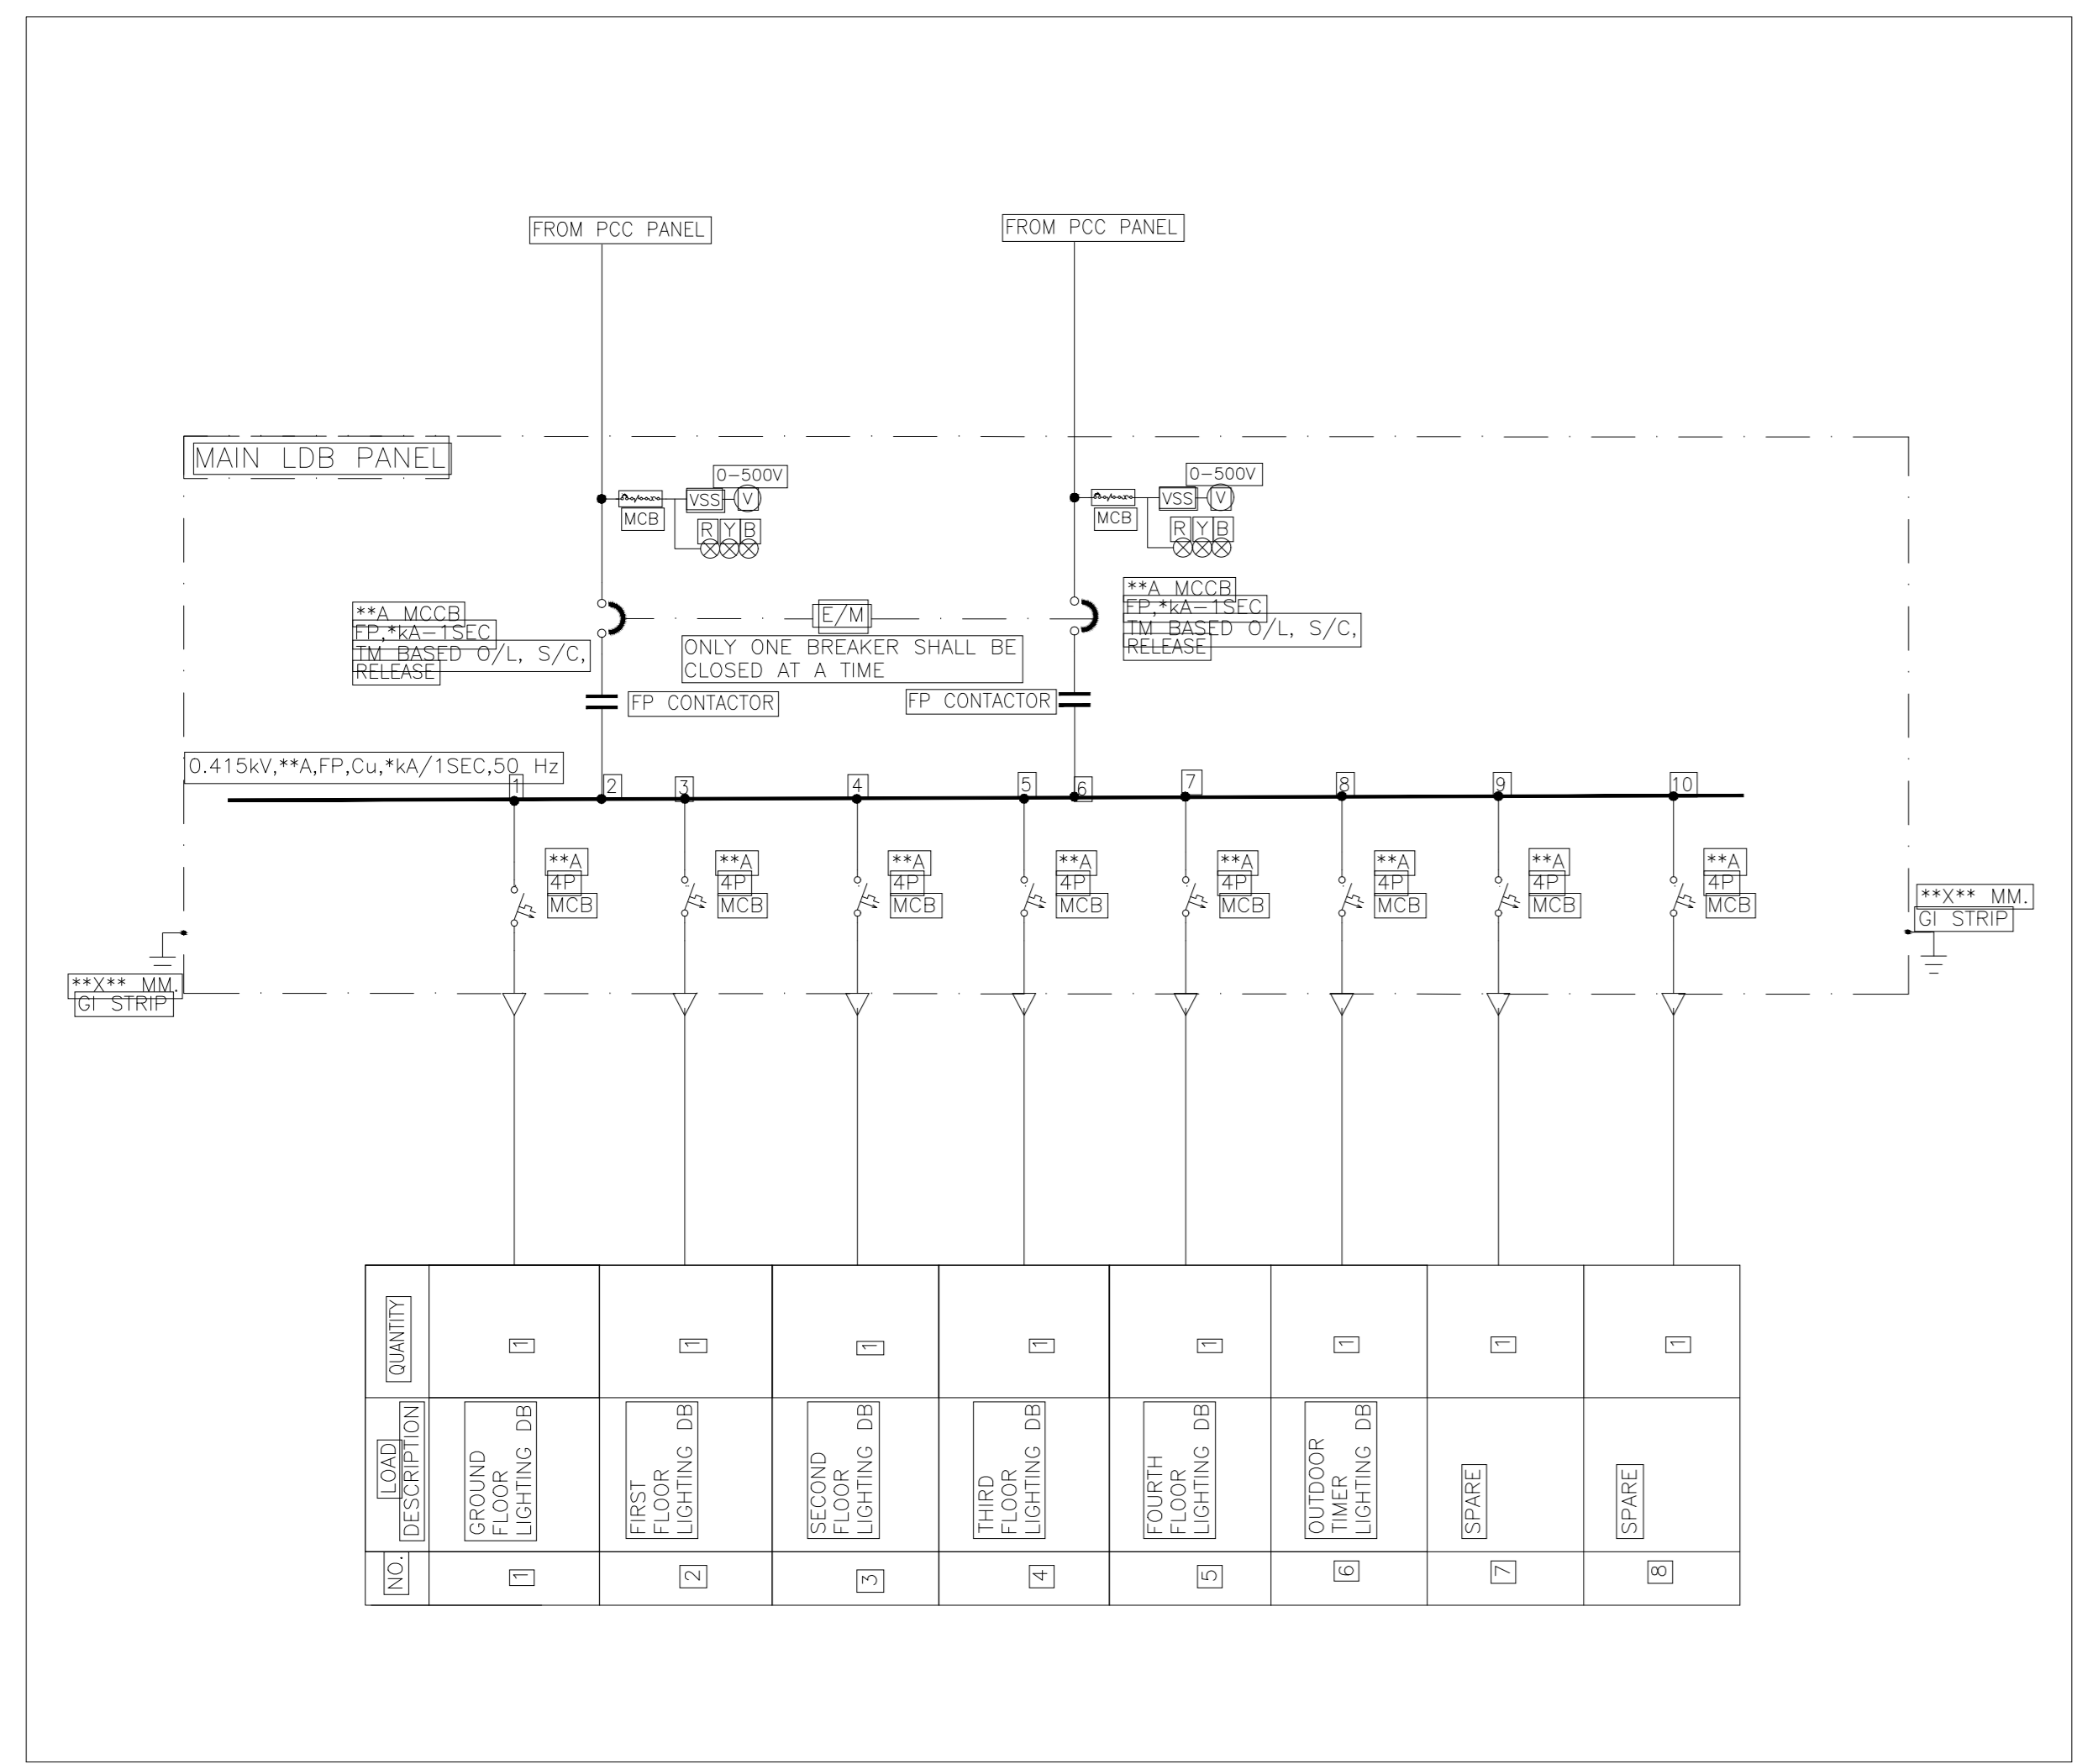 FROM PCC PANEL
FROM PCC PANEL
MAIN LDB PANEL
0-500V
VSS
V
MCB
R Y B
0-500V
VSS
V
MCB
R Y B
**A MCCB
FP,*kA-1SEC
TM BASED O/L, S/C,
RELEASE
E/M
ONLY ONE BREAKER SHALL BE
CLOSED AT A TIME
**A MCCB
FP,*kA-1SEC
TM BASED O/L, S/C,
RELEASE
FP CONTACTOR
FP CONTACTOR
0.415kV,**A,FP,Cu,*kA/1SEC,50 Hz
1 2 3 4 5 6 7 8 9 10
**A
4P
MCB
**A
4P
MCB
**A
4P
MCB
**A
4P
MCB
**A
4P
MCB
**A
4P
MCB
**A
4P
MCB
**A
4P
MCB
**X** MM.
GI STRIP
**X** MM.
GI STRIP
QUANTITY
1 1 1 1 1 1 1 1
LOAD
DESCRIPTION
GROUND
FLOOR
LIGHTING DB
FIRST
FLOOR
LIGHTING DB
SECOND
FLOOR
LIGHTING DB
THIRD
FLOOR
LIGHTING DB
FOURTH
FLOOR
LIGHTING DB
OUTDOOR
TIMER
LIGHTING DB
SPARE
SPARE
NO.
1 2 3 4 5 6 7 8